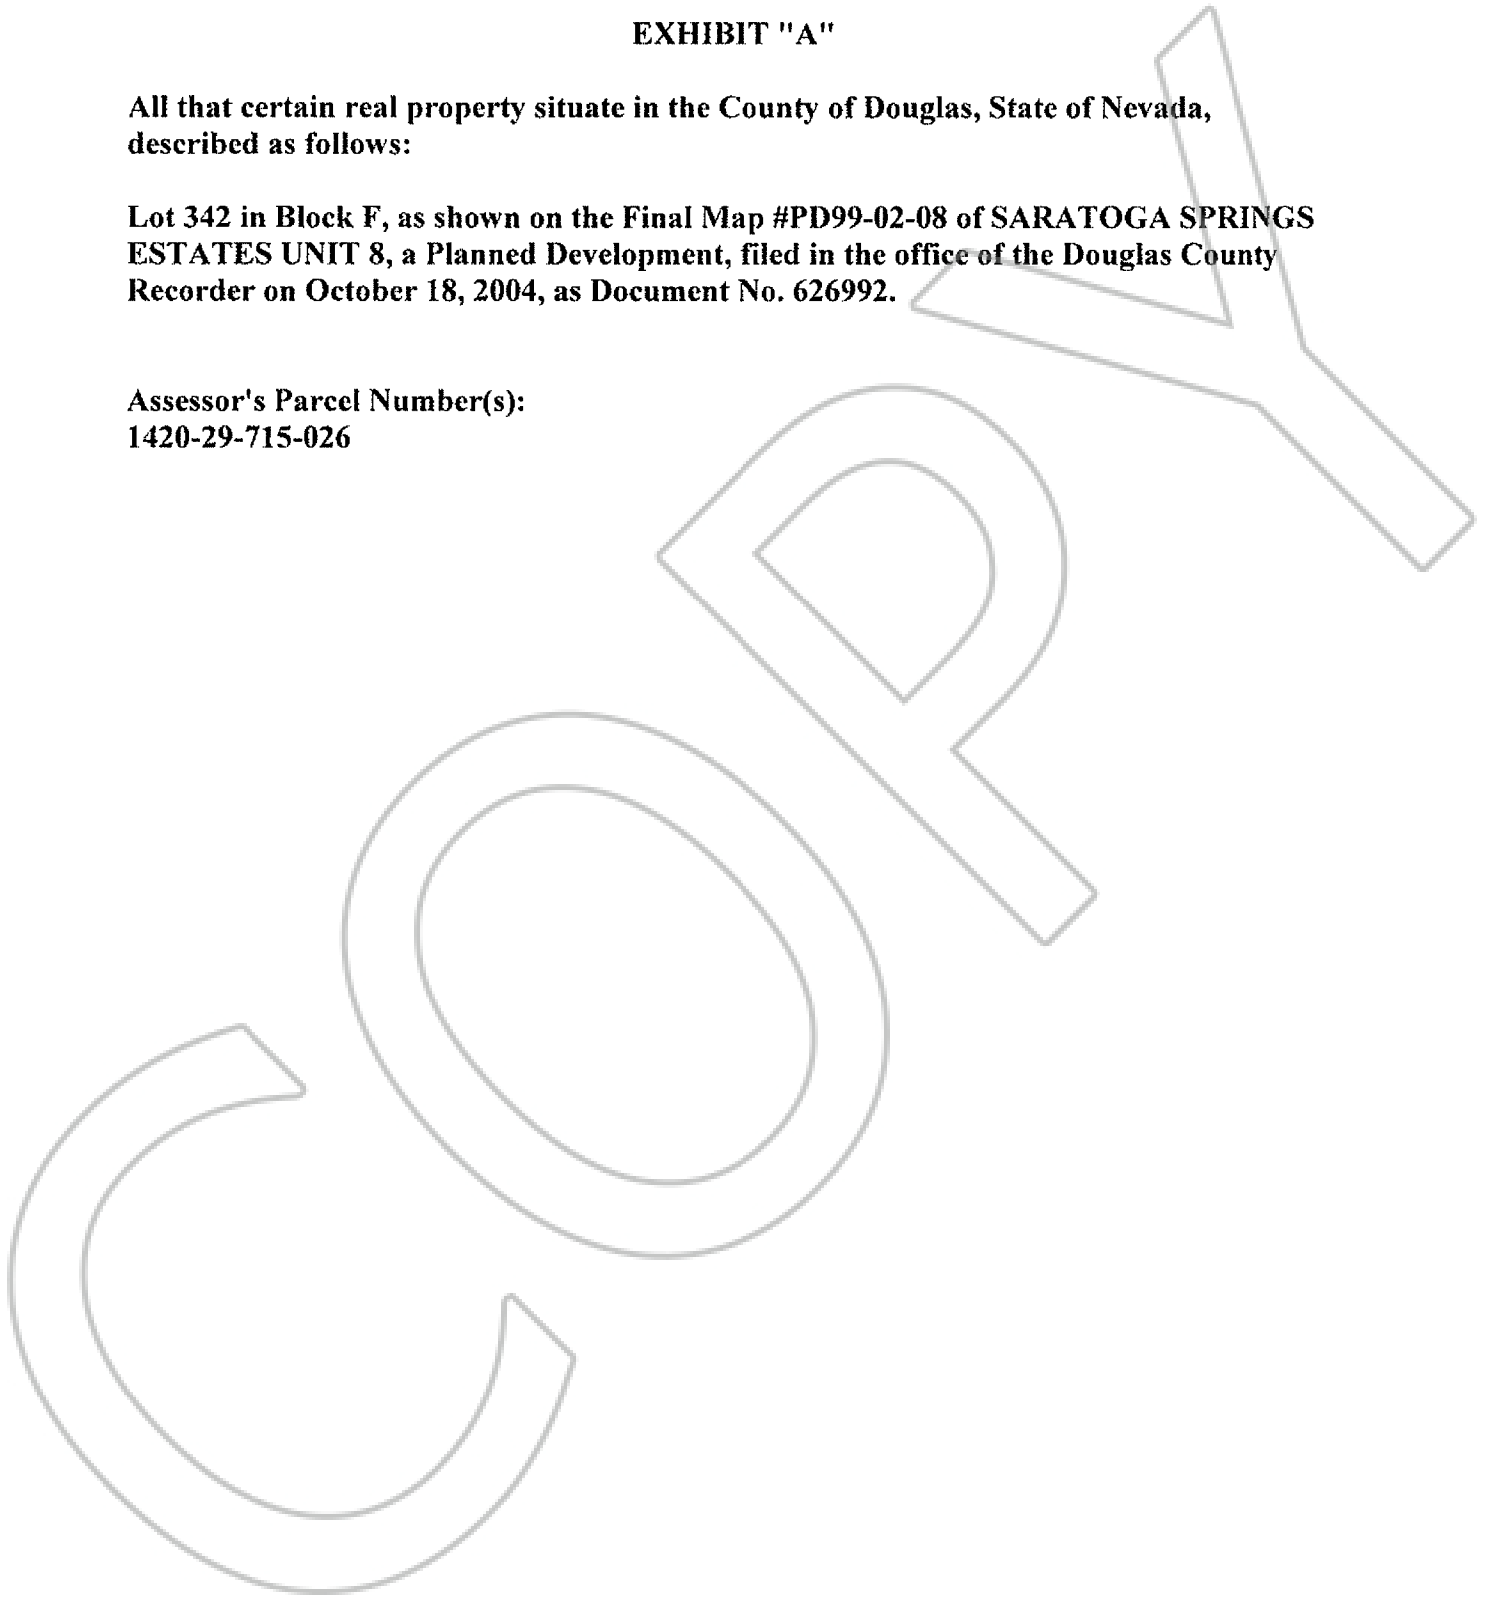 EXHIBIT "A"
All that certain real property situate in the County of Douglas, State of Nevada,
described as follows:
Lot 342 in Block F, as shown on the Final Map #PD99-02-08 of SARATOGA SPRINGS
ESTATES UNIT 8, a Planned Development, filed in the office of the Douglas County
Recorder on October 18, 2004, as Document No. 626992.
Assessor's Parcel Number(s):
1420-29-715-026
COPY